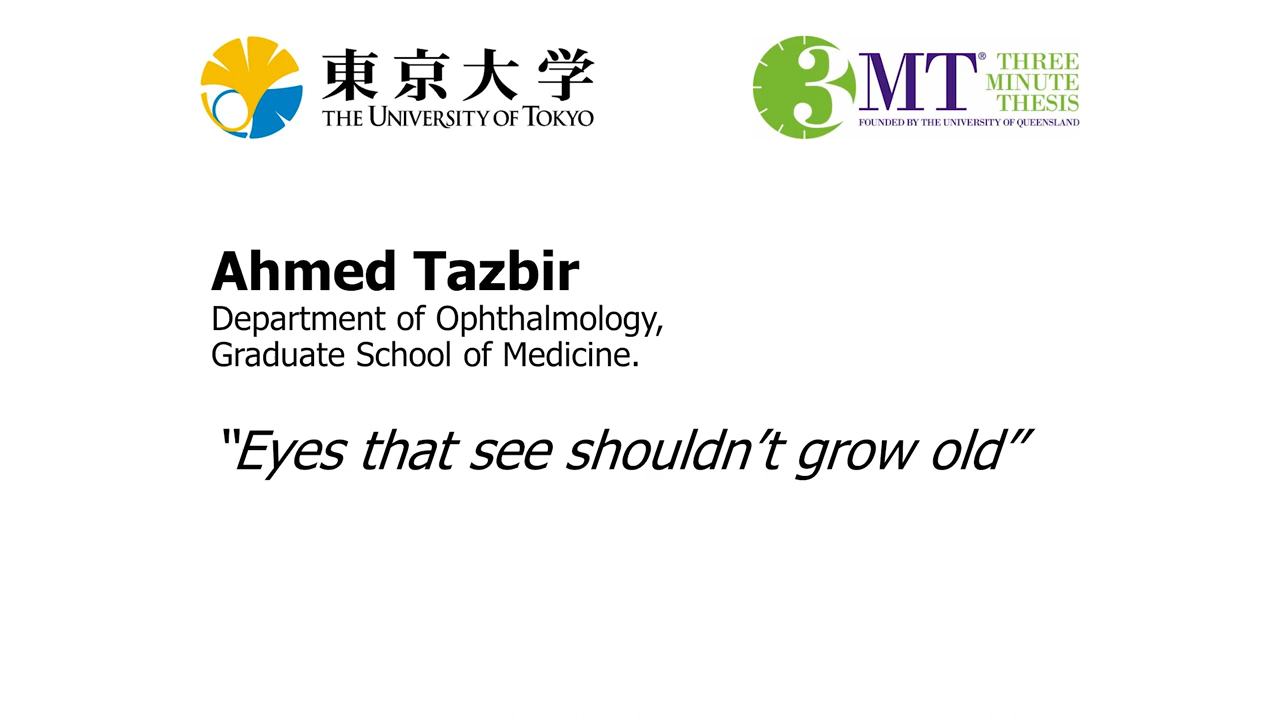 東京大学
THE UNIVERSITY OF TOKYO
3MT® THREE MINUTE THESIS
FOUNDED BY THE UNIVERSITY OF QUEENSLAND
Ahmed Tazbir
Department of Ophthalmology,
Graduate School of Medicine.
“Eyes that see shouldn’t grow old”